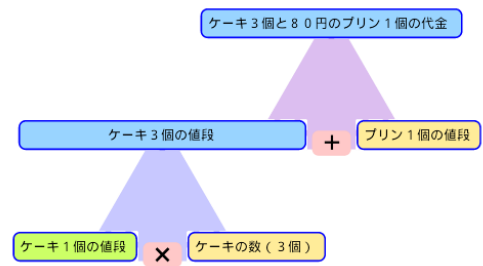 ケーキ３個と８０円のプリン１個の代金
ケーキ３個の値段
＋
プリン１個の値段
ケーキ１個の値段
×
ケーキの数（３個）